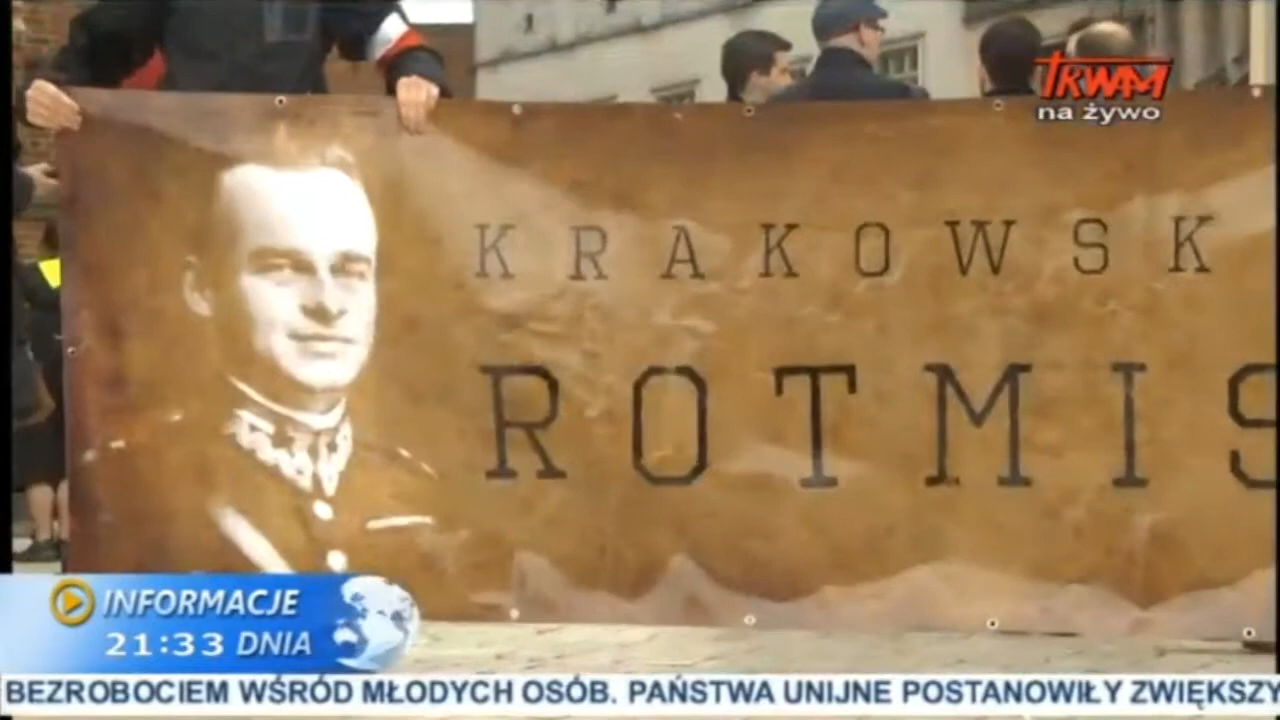 TRWAM
na żywo
KRAKOWSK
ROTMIS
INFORMACJE
21:33 DNIA
BEZROBOCIEM WŚRÓD MŁODYCH OSÓB. PAŃSTWA UNIJNE POSTANOWIŁY ZWIĘKSZY